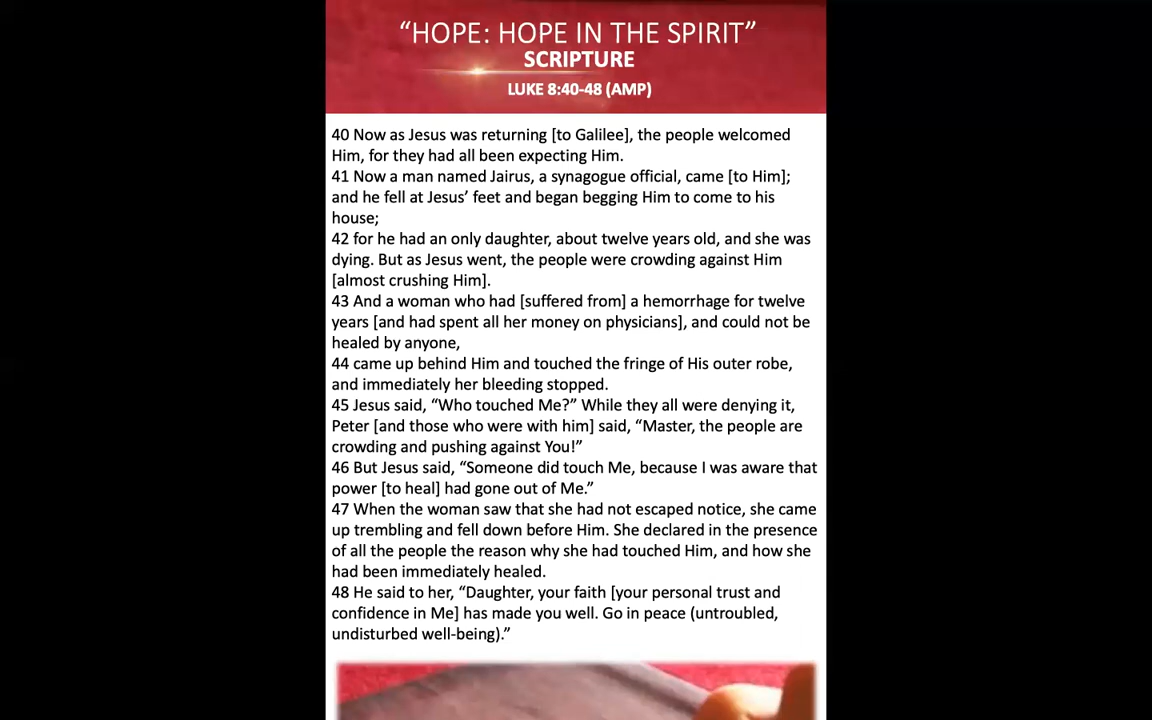 “HOPE: HOPE IN THE SPIRIT”
SCRIPTURE
LUKE 8:40-48 (AMP)
40 Now as Jesus was returning [to Galilee], the people welcomed
Him, for they had all been expecting Him.
41 Now a man named Jairus, a synagogue official, came [to Him];
and he fell at Jesus’ feet and began begging Him to come to his
house;
42 for he had an only daughter, about twelve years old, and she was
dying. But as Jesus went, the people were crowding against Him
[almost crushing Him].
43 And a woman who had [suffered from] a hemorrhage for twelve
years [and had spent all her money on physicians], and could not be
healed by anyone,
44 came up behind Him and touched the fringe of His outer robe,
and immediately her bleeding stopped.
45 Jesus said, “Who touched Me?” While they all were denying it,
Peter [and those who were with him] said, “Master, the people are
crowding and pushing against You!”
46 But Jesus said, “Someone did touch Me, because I was aware that
power [to heal] had gone out of Me.”
47 When the woman saw that she had not escaped notice, she came
up trembling and fell down before Him. She declared in the presence
of all the people the reason why she had touched Him, and how she
had been immediately healed.
48 He said to her, “Daughter, your faith [your personal trust and
confidence in Me] has made you well. Go in peace (untroubled,
undisturbed well-being).”